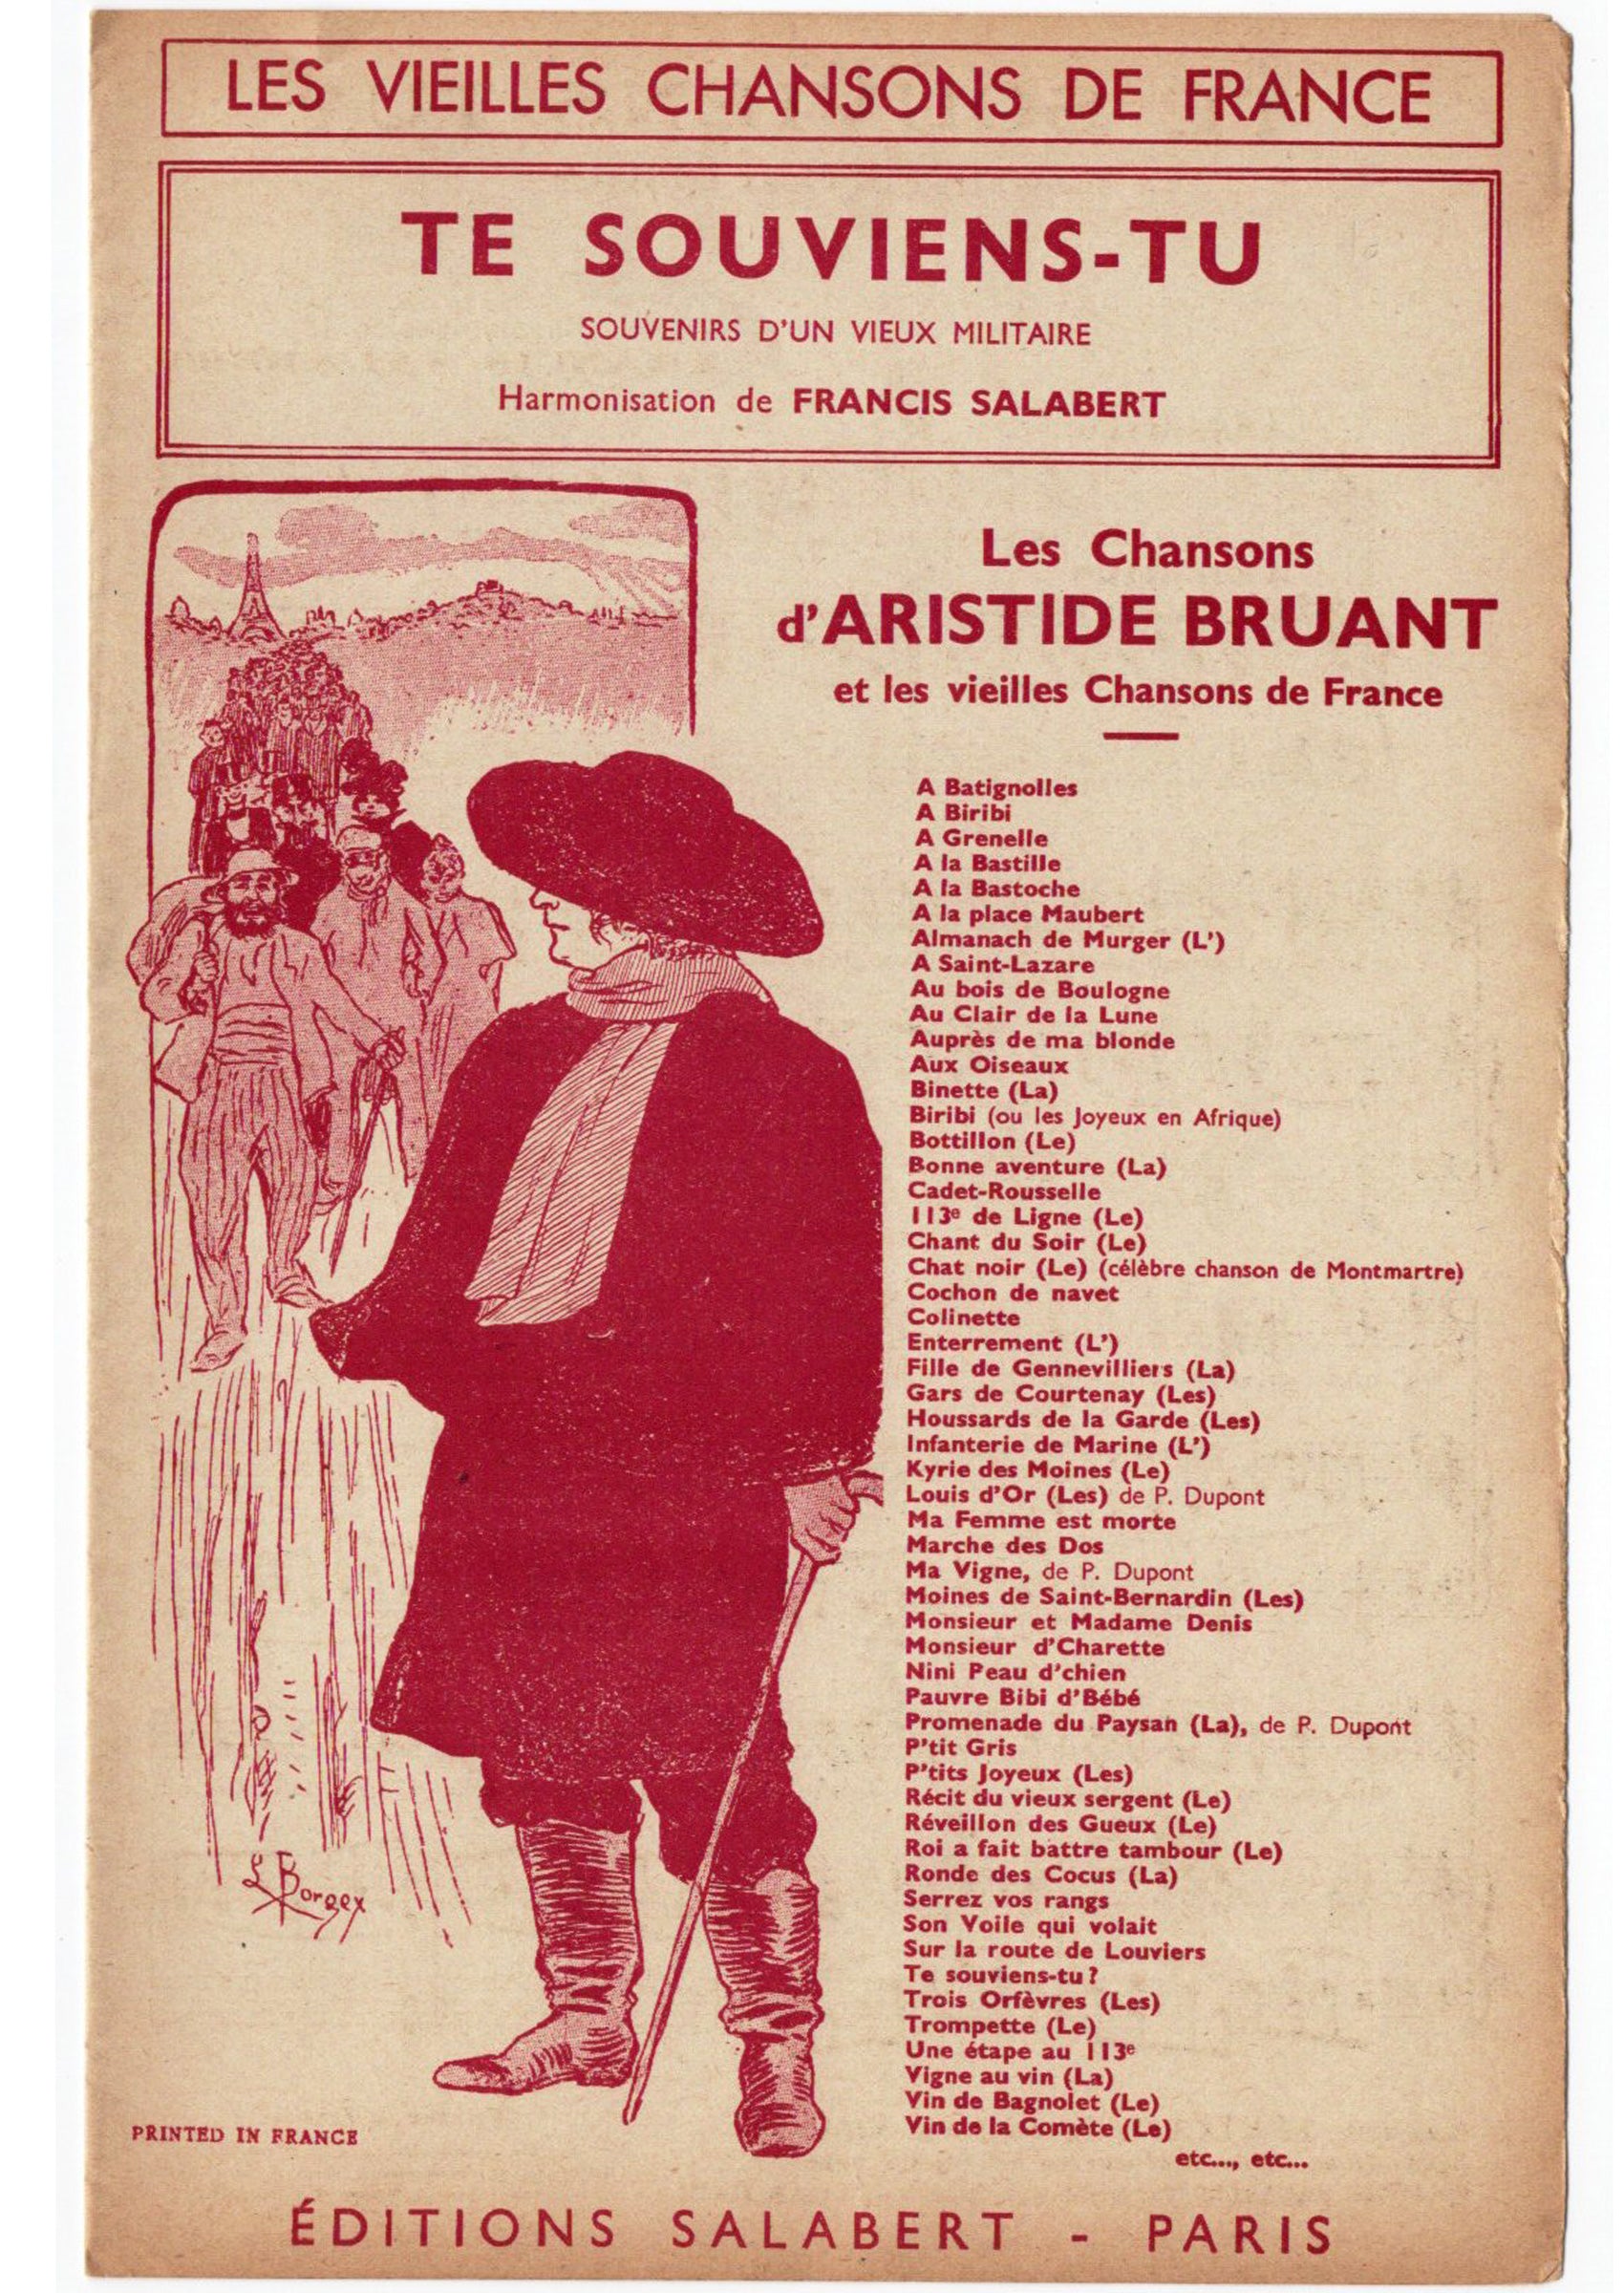 LES VIEILLES CHANSONS DE FRANCE
TE SOUVIENS-TU
SOUVENIRS D'UN VIEUX MILITAIRE
Harmonisation de FRANCIS SALABERT
Les Chansons
d'ARISTIDE BRUANT
et les vieilles Chansons de France
A Batignolles
A Biribi
A Grenelle
A la Bastille
A la Bastoche
A la place Maubert
Almanach de Murger (L')
A Saint-Lazare
Au bois de Boulogne
Au Clair de la Lune
Auprès de ma blonde
Aux Oiseaux
Binette (La)
Biribi (ou les Joyeux en Afrique)
Bottillon (Le)
Bonne aventure (La)
Cadet-Rousselle
113e de Ligne (Le)
Chant du Soir (Le)
Chat noir (Le) (célèbre chanson de Montmartre)
Cochon de navet
Colinette
Enterrement (L')
Fille de Gennevilliers (La)
Gars de Courtenay (Les)
Houssards de la Garde (Les)
Infanterie de Marine (L')
Kyrie des Moines (Le)
Louis d'Or (Les) de P. Dupont
Ma Femme est morte
Marche des Dos
Ma Vigne, de P. Dupont
Moines de Saint-Bernardin (Les)
Monsieur et Madame Denis
Monsieur d'Charette
Nini Peau d'chien
Pauvre Bibi d'Bébé
Promenade du Paysan (La), de P. Dupont
P'tit Gris
P'tits Joyeux (Les)
Récit du vieux sergent (Le)
Réveillon des Gueux (Le)
Roi a fait battre tambour (Le)
Ronde des Cocus (La)
Serrez vos rangs
Son Voile qui volait
Sur la route de Louviers
Te souviens-tu ?
Trois Orfèvres (Les)
Trompette (Le)
Une étape au 113e
Vigne au vin (La)
Vin de Bagnolet (Le)
Vin de la Comète (Le)
etc..., etc...
L Borgex
PRINTED IN FRANCE
ÉDITIONS SALABERT - PARIS